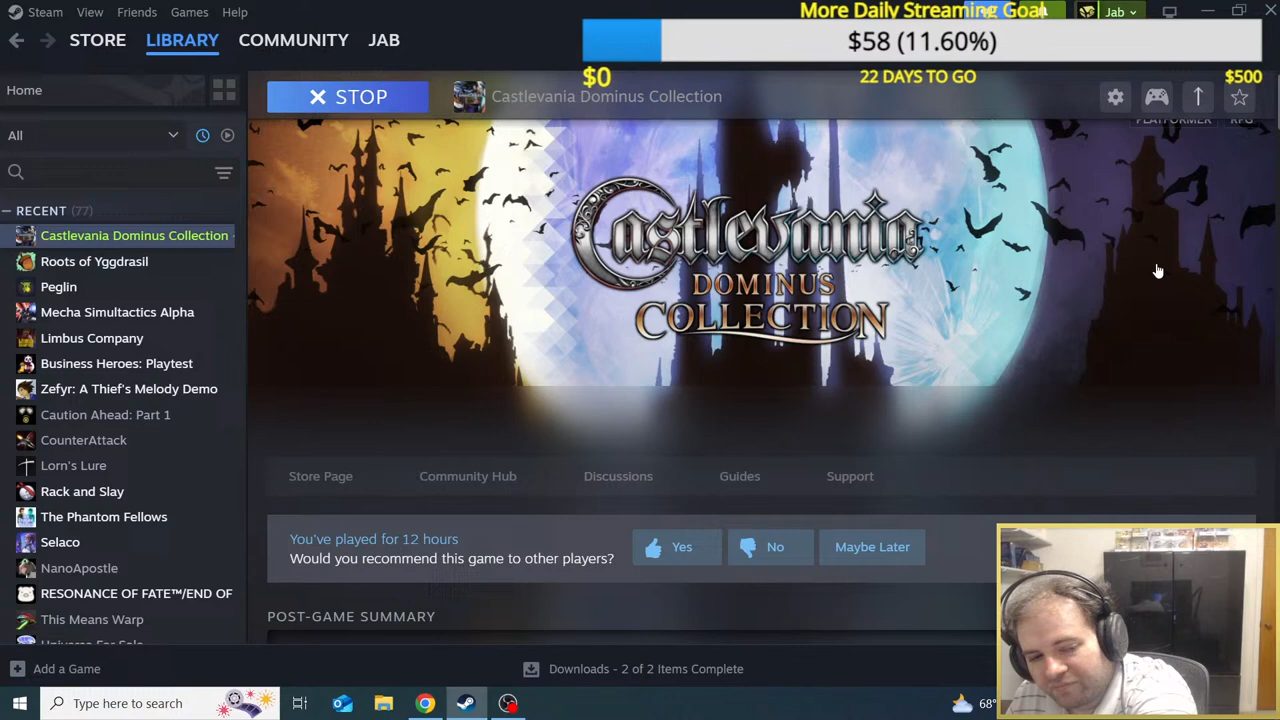 Steam View Friends Games Help
More Daily Streaming Goal
Jab
STORE LIBRARY COMMUNITY JAB
$58 (11.60%)
$0 22 DAYS TO GO $500
Home
STOP Castlevania Dominus Collection
PLATFORMER RPG
All
RECENT (77)
Castlevania Dominus Collection
Roots of Yggdrasil
Peglin
Mecha Simultactics Alpha
Limbus Company
Business Heroes: Playtest
Zefyr: A Thief's Melody Demo
Caution Ahead: Part 1
CounterAttack
Lorn's Lure
Rack and Slay
The Phantom Fellows
Selaco
NanoApostle
RESONANCE OF FATE™/END OF
This Means Warp
Castlevania
DOMINUS
COLLECTION
Store Page Community Hub Discussions Guides Support
You've played for 12 hours
Would you recommend this game to other players? Yes No Maybe Later
POST-GAME SUMMARY
Add a Game Downloads - 2 of 2 Items Complete
Type here to search 68°